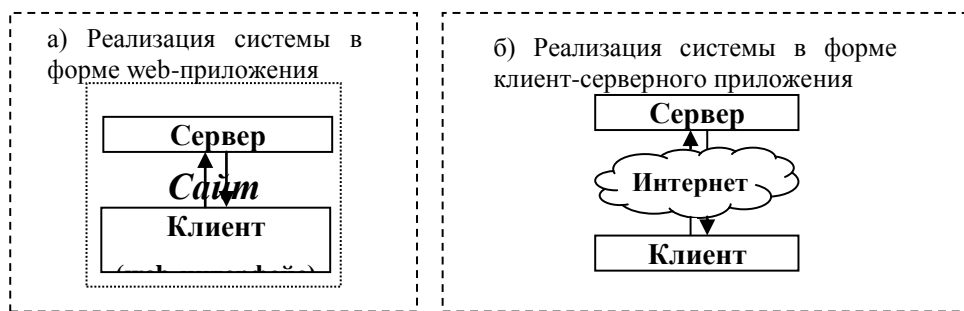 а) Реализация системы в
форме web-приложения
Сервер
Сайт
Клиент
б) Реализация системы в форме
клиент-серверного приложения
Сервер
Интернет
Клиент